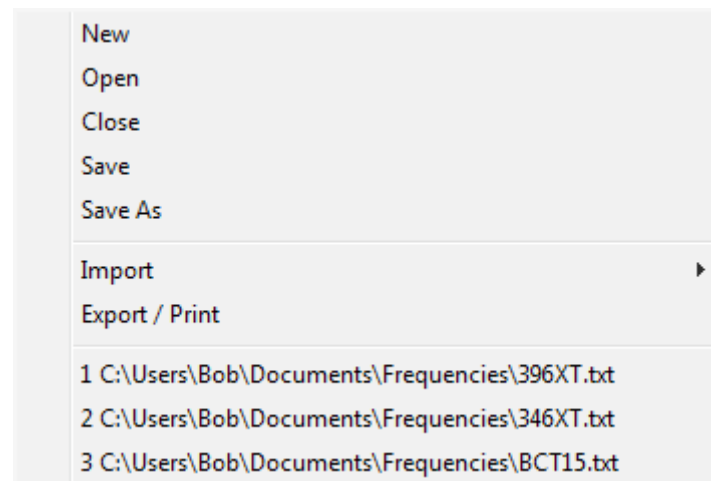 New
Open
Close
Save
Save As
Import
Export / Print
1 C:\Users\Bob\Documents\Frequencies\396XT.txt
2 C:\Users\Bob\Documents\Frequencies\346XT.txt
3 C:\Users\Bob\Documents\Frequencies\BCT15.txt